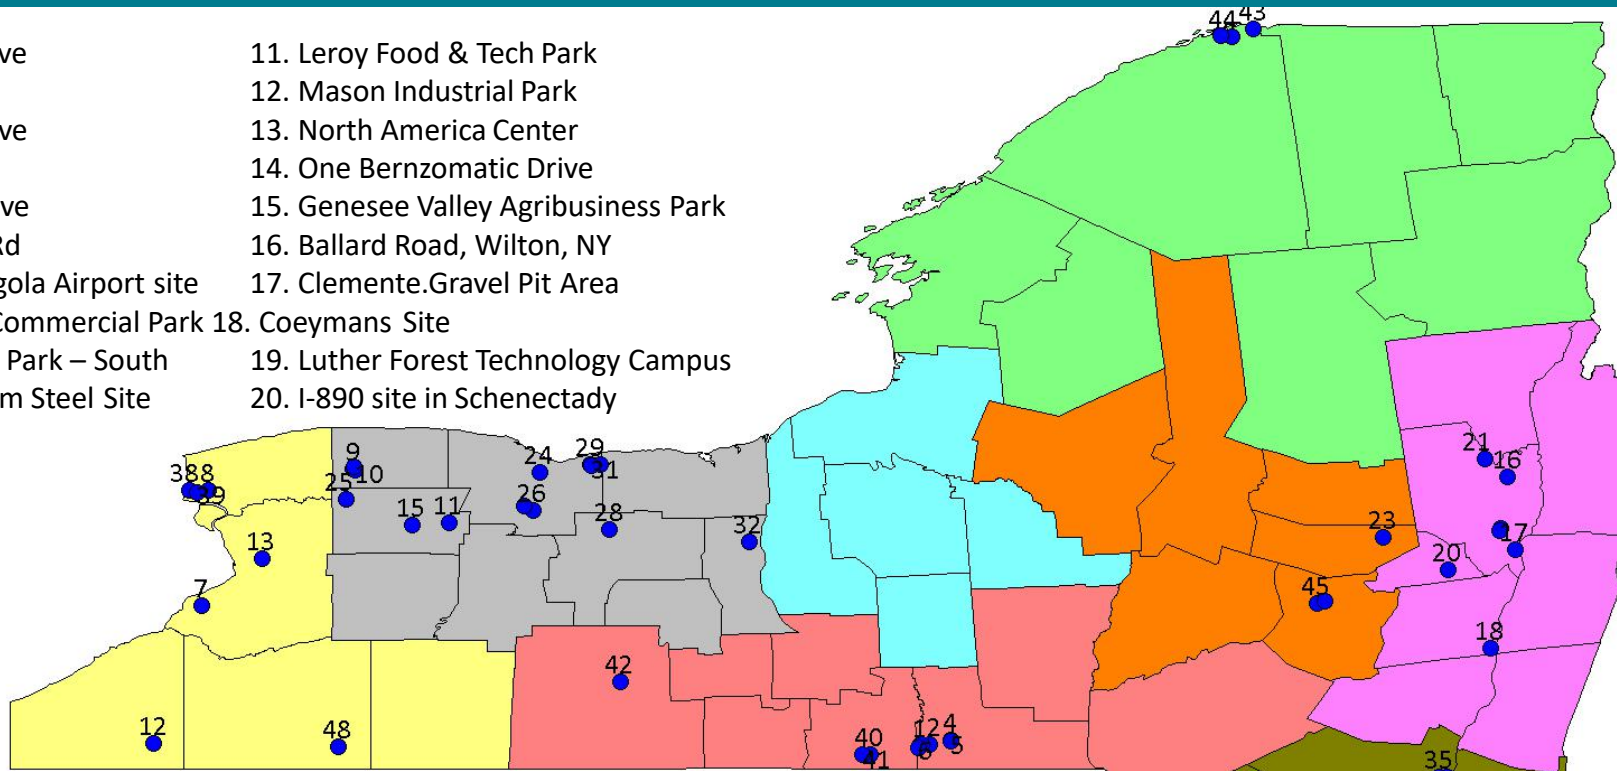 ve 11. Leroy Food & Tech Park
12. Mason Industrial Park
ve 13. North America Center
14. One Bernzomatic Drive
ve 15. Genesee Valley Agribusiness Park
Rd 16. Ballard Road, Wilton, NY
gola Airport site 17. Clemente.Gravel Pit Area
Commercial Park 18. Coeymans Site
Park – South 19. Luther Forest Technology Campus
m Steel Site 20. I-890 site in Schenectady
44 43
9
10
25
24
29
31
26
28
32
15 11
13
7
12
48
42
40
41
12 4
6 5
21
16
17
23
20
45
18
35